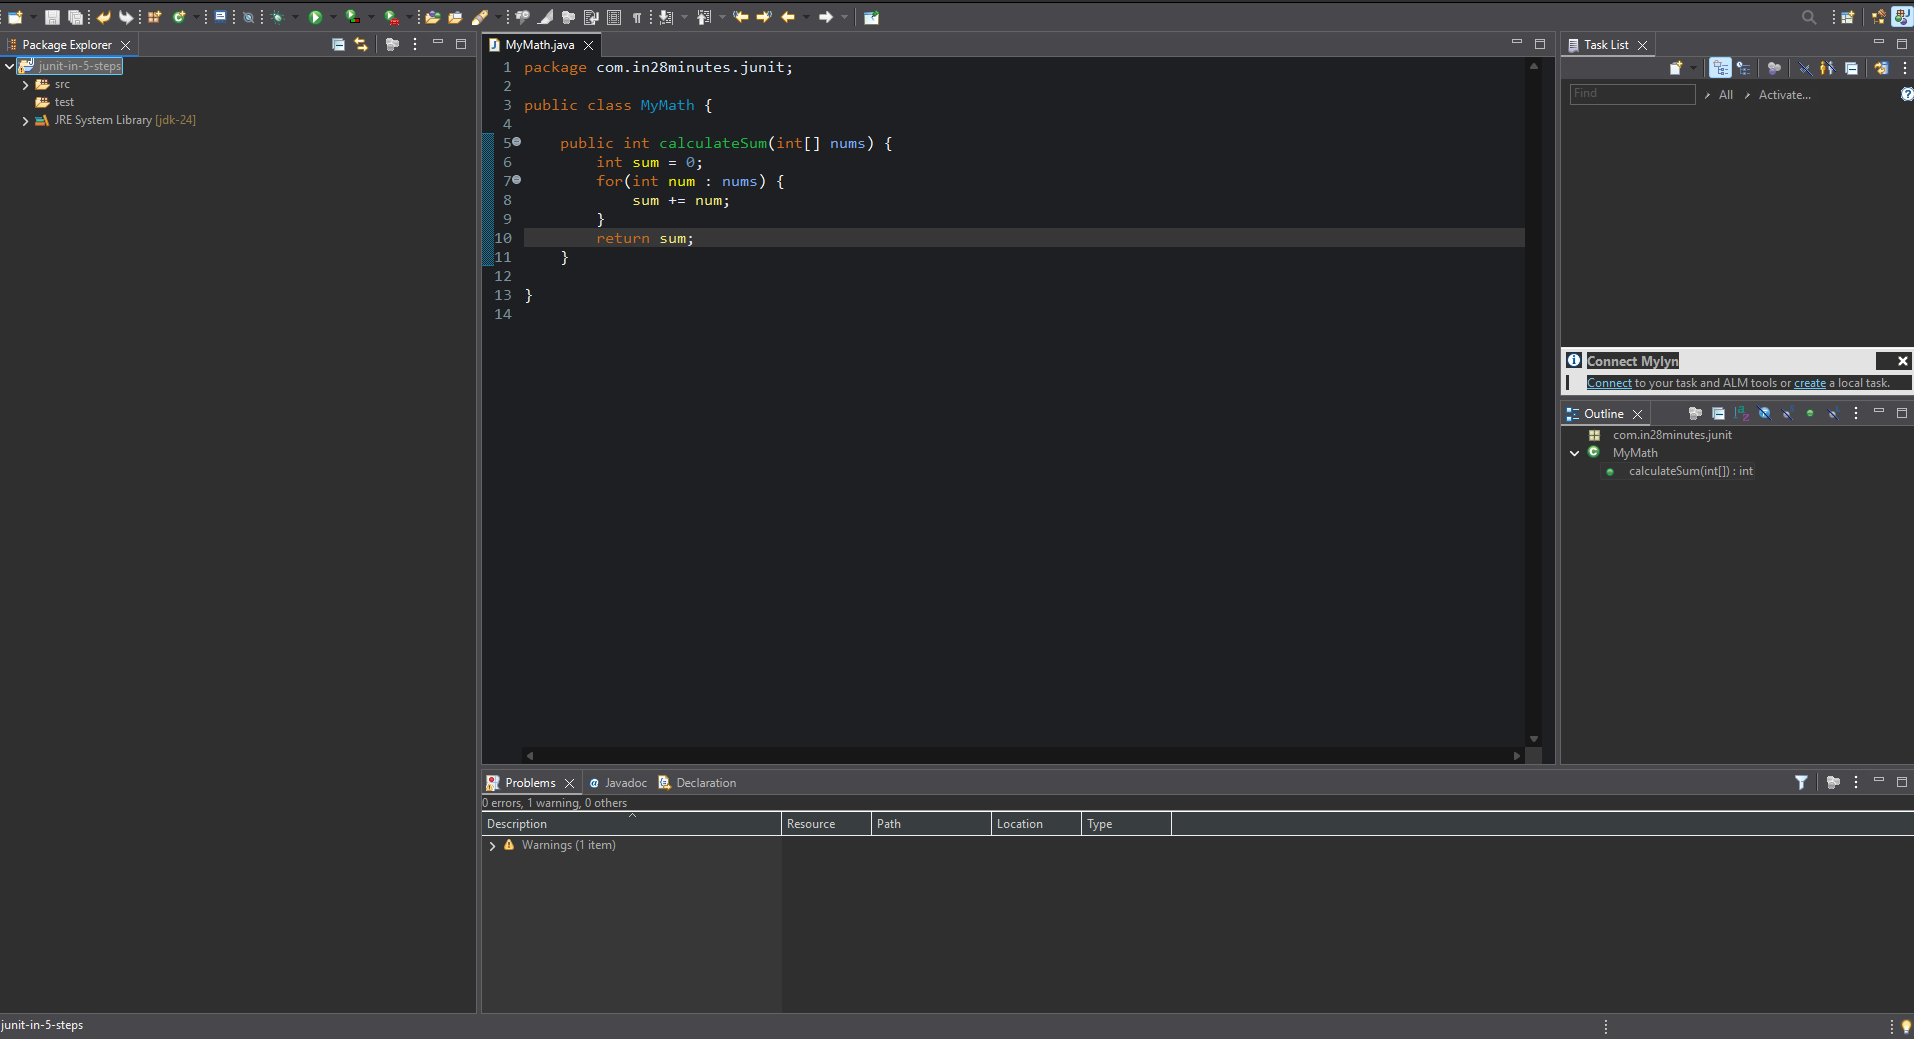 Package Explorer
junit-in-5-steps
src
test
JRE System Library [jdk-24]
MyMath.java
1 package com.in28minutes.junit;
2
3 public class MyMath {
4
5 public int calculateSum(int[] nums) {
6 int sum = 0;
7 for(int num : nums) {
8 sum += num;
9 }
10 return sum;
11 }
12
13 }
14
Task List
Find
All
Activate...
Connect Mylyn
Connect to your task and ALM tools or create a local task.
Outline
com.in28minutes.junit
MyMath
calculateSum(int[]) : int
Problems
Javadoc
Declaration
0 errors, 1 warning, 0 others
Description Resource Path Location Type
Warnings (1 item)
junit-in-5-steps